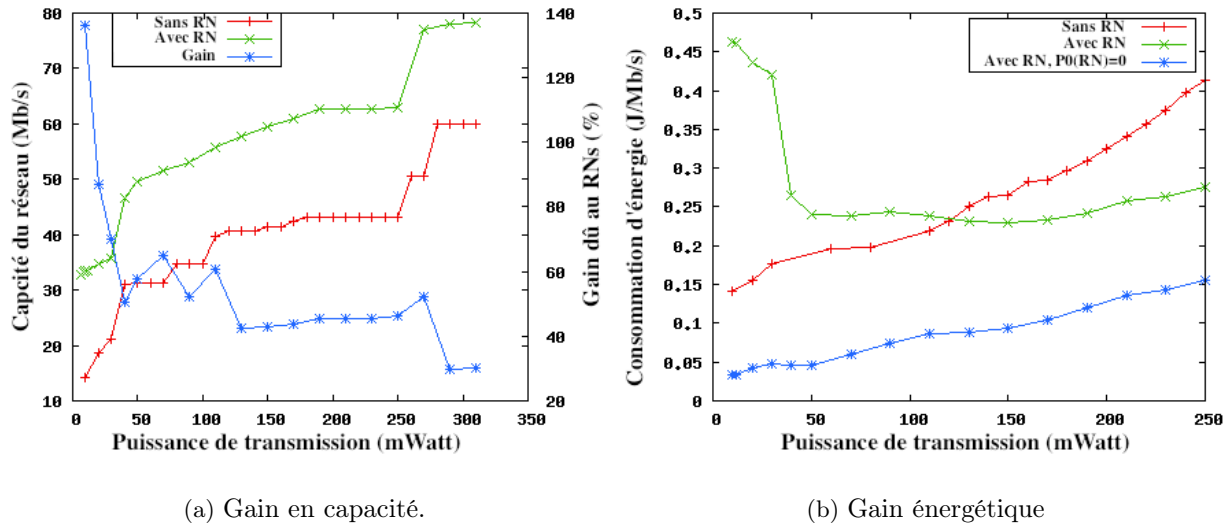 Sans RN
Avec RN
Gain
Capcité du réseau (Mb/s)
80
70
60
50
40
30
20
10
140
120
100
80
60
40
20
Gain dû au RNs (%)
0 50 100 150 200 250 300 350
Puissance de transmission (mWatt)
(a) Gain en capacité.
Sans RN
Avec RN
Avec RN, P0(RN)=0
Consommation d'énergie (J/Mb/s)
0.5
0.45
0.4
0.35
0.3
0.25
0.2
0.15
0.1
0.05
0
0 50 100 150 200 250
Puissance de transmission (mWatt)
(b) Gain énergétique